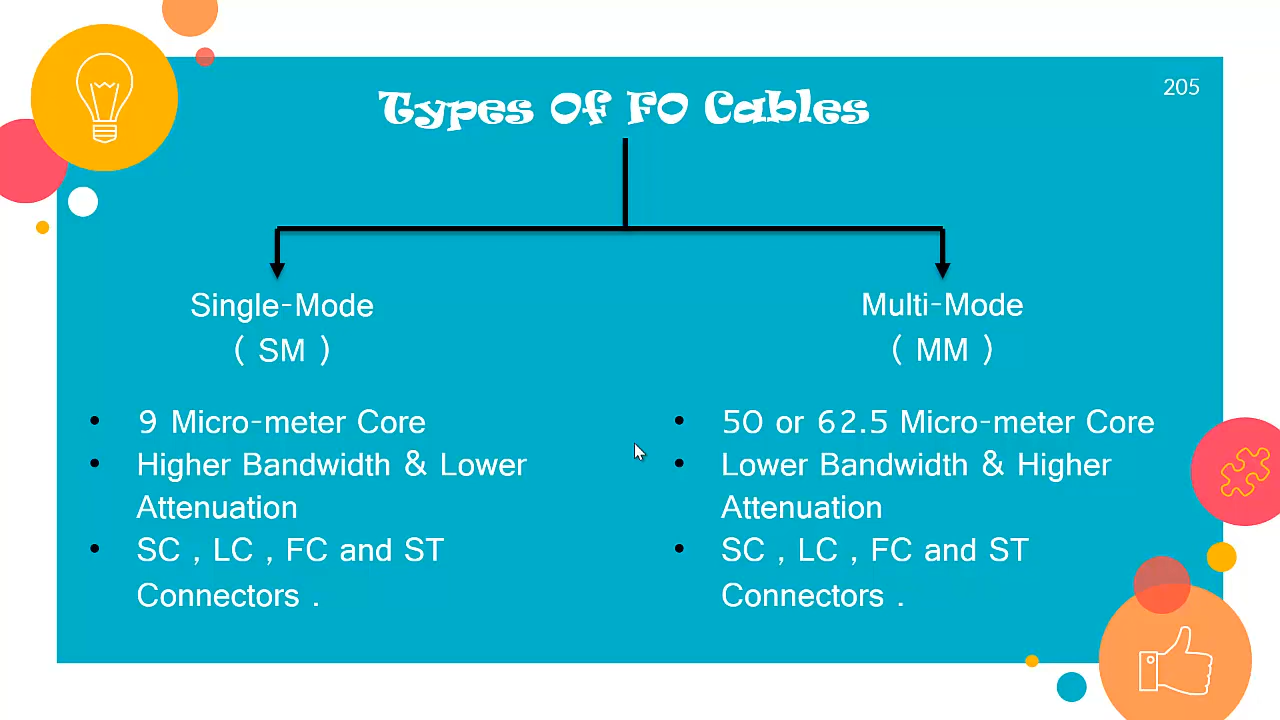 205
Types Of FO Cables
Single-Mode
( SM )
• 9 Micro-meter Core
• Higher Bandwidth & Lower
Attenuation
• SC , LC , FC and ST
Connectors .
Multi-Mode
( MM )
• 50 or 62.5 Micro-meter Core
• Lower Bandwidth & Higher
Attenuation
• SC , LC , FC and ST
Connectors .